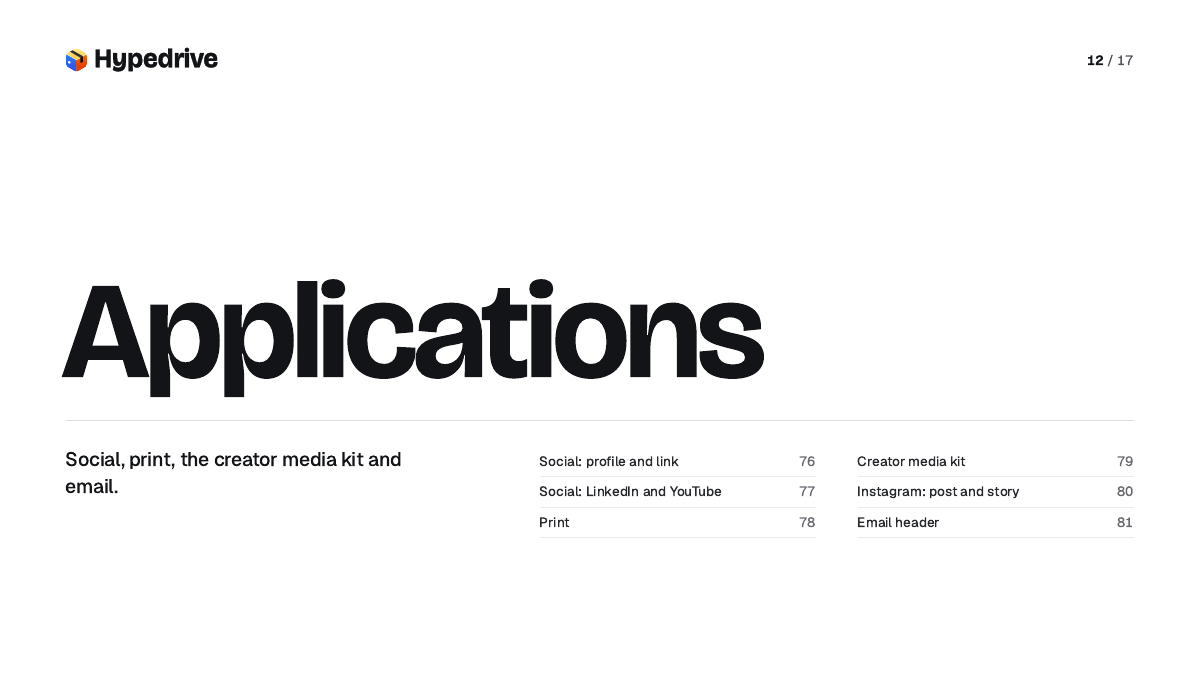 Hypedrive
12 / 17
Applications
Social, print, the creator media kit and
email.
Social: profile and link 76
Social: LinkedIn and YouTube 77
Print 78
Creator media kit 79
Instagram: post and story 80
Email header 81